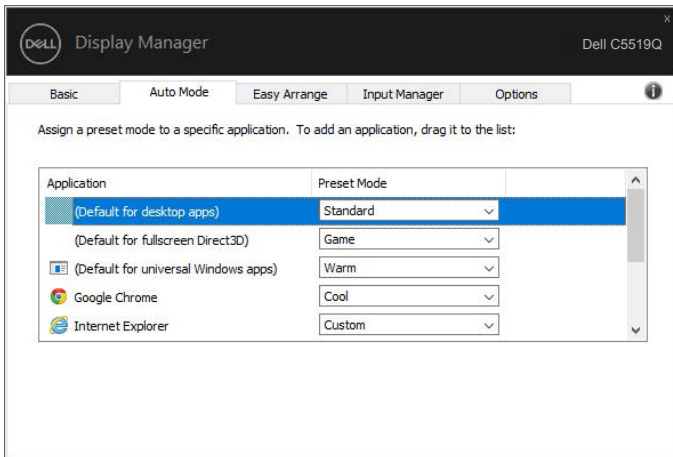 x
DELL Display Manager Dell C5519Q
Basic Auto Mode Easy Arrange Input Manager Options i
Assign a preset mode to a specific application. To add an application, drag it to the list:
Application Preset Mode
(Default for desktop apps) Standard
(Default for fullscreen Direct3D) Game
(Default for universal Windows apps) Warm
Google Chrome Cool
Internet Explorer Custom